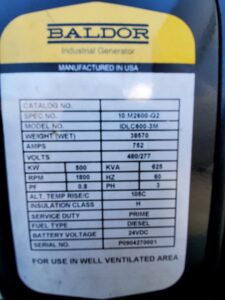 BALDOR
Industrial Generator
MANUFACTURED IN USA
CATALOG NO.
SPEC NO. 10.M2600-G2
MODEL NO. IDLC600-3M
WEIGHT (WET) 38570
AMPS 752
VOLTS 480/277
KW 500 KVA 625
RPM 1800 HZ 60
PF 0.8 PH 3
ALT. TEMP RISE/C 105C
INSULATION CLASS H
SERVICE DUTY PRIME
FUEL TYPE DIESEL
BATTERY VOLTAGE 24VDC
SERIAL NO. P0904270001
FOR USE IN WELL VENTILATED AREA